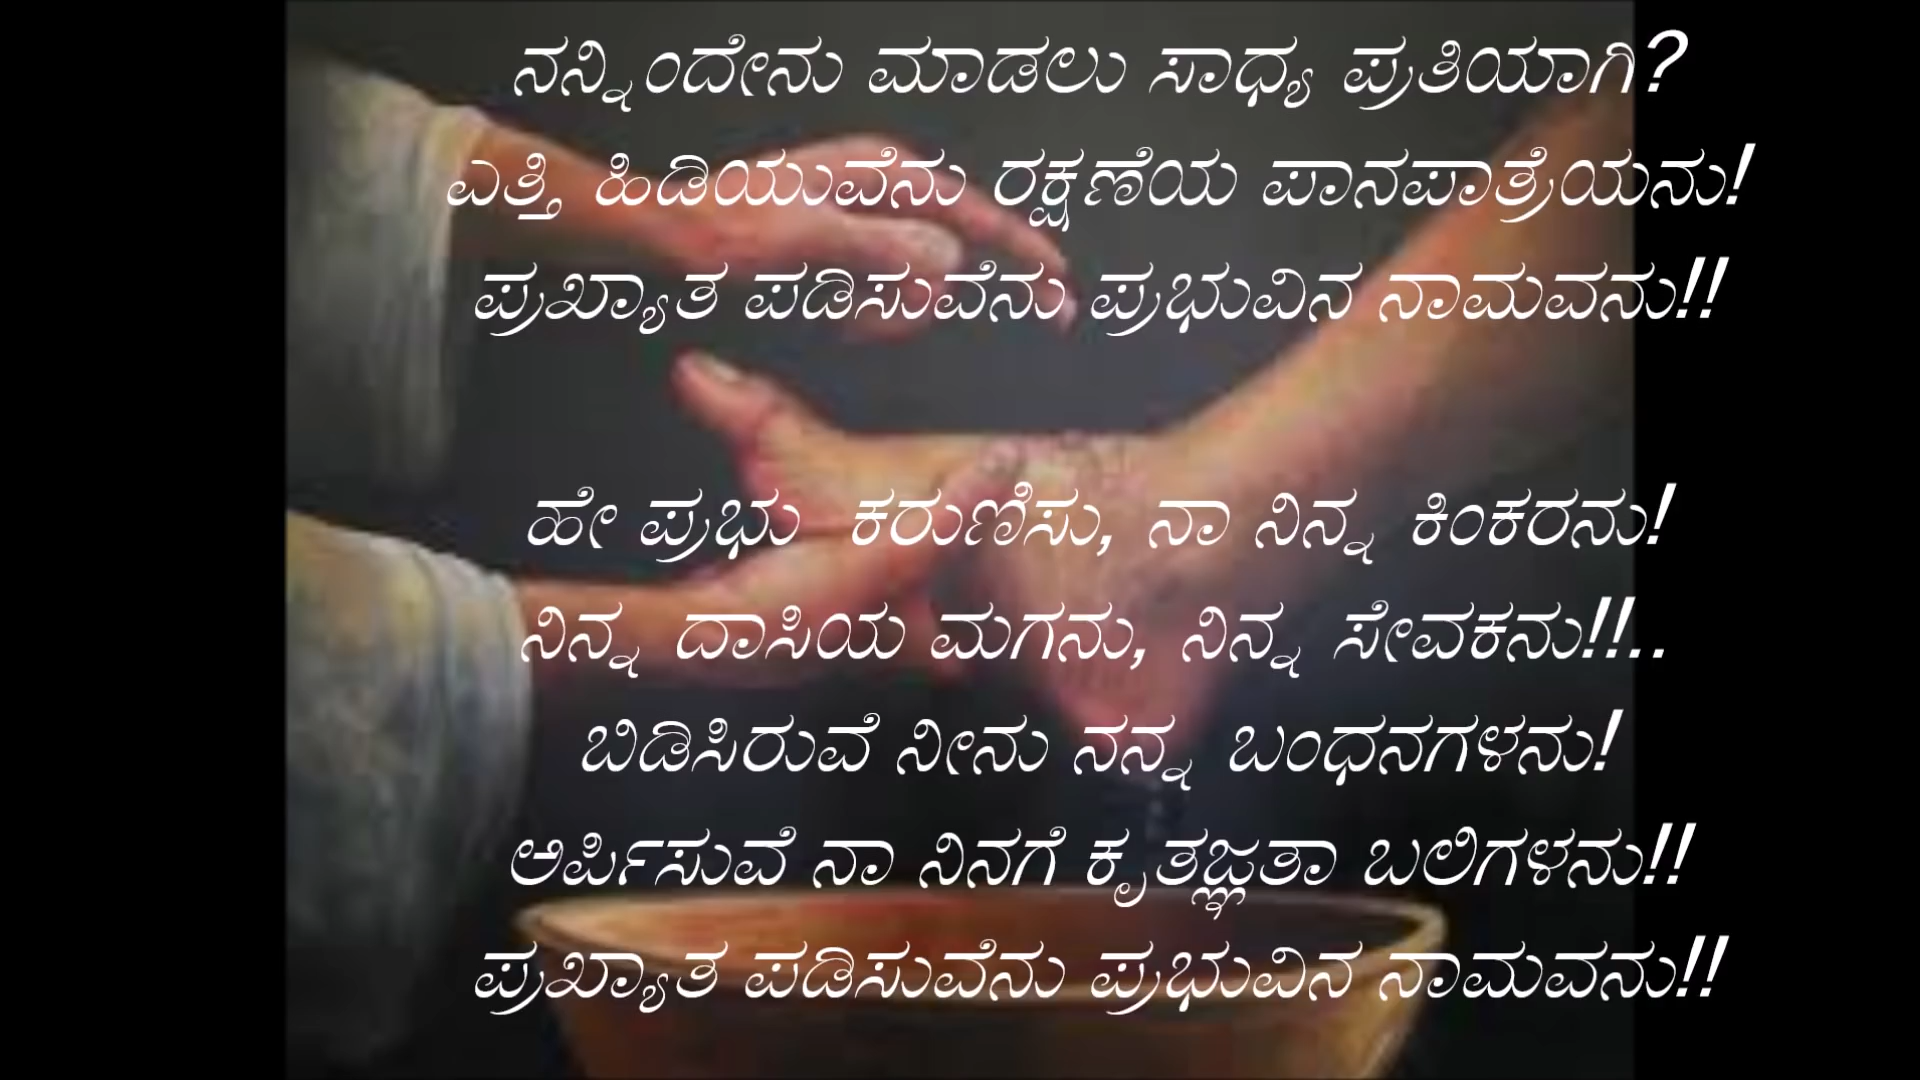 ನನ್ನಿಂದೇನು ಮಾಡಲು ಸಾಧ್ಯ ಪ್ರತಿಯಾಗಿ?
ಎತ್ತಿ ಹಿಡಿಯುವೆನು ರಕ್ಷಣೆಯ ಪಾನಪಾತ್ರೆಯನು!
ಪ್ರಖ್ಯಾತ ಪಡಿಸುವೆನು ಪ್ರಭುವಿನ ನಾಮವನು!!
ಹೇ ಪ್ರಭು ಕರುಣಿಸು, ನಾ ನಿನ್ನ ಕಿಂಕರನು!
ನಿನ್ನ ದಾಸಿಯ ಮಗನು, ನಿನ್ನ ಸೇವಕನು!!..
ಬಿಡಿಸಿರುವೆ ನೀನು ನನ್ನ ಬಂಧನಗಳನು!
ಅರ್ಪಿಸುವೆ ನಾ ನಿನಗೆ ಕೃತಜ್ಞತಾ ಬಲಿಗಳನು!!
ಪ್ರಖ್ಯಾತ ಪಡಿಸುವೆನು ಪ್ರಭುವಿನ ನಾಮವನು!!